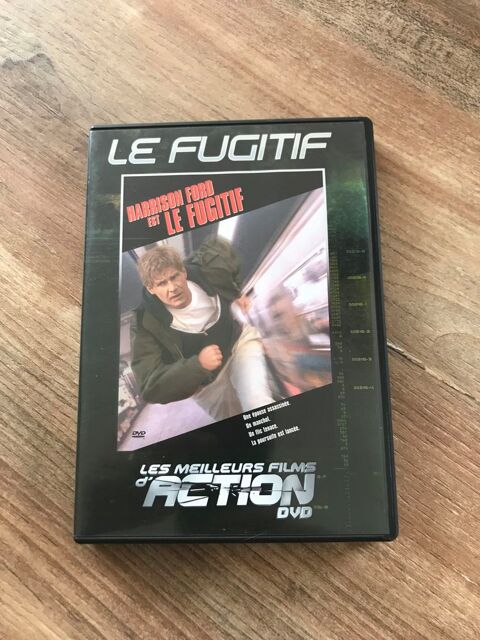 LE FUGITIF
HARRISON FORD
EST LE FUGITIF
Une épouse assassinée.
Un manchot.
Un flic tenace.
La poursuite est lancée.
DVD
LES MEILLEURS FILMS
d'ACTION
DVD